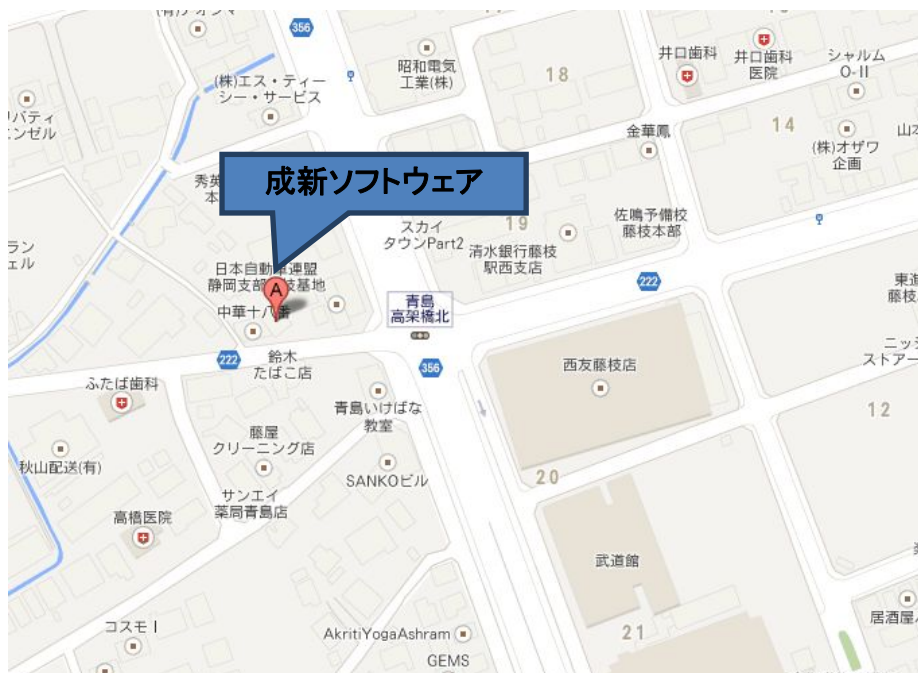 356
昭和電気
工業(株)
18
井口歯科
井口歯科
医院
シャルム
O-II
(株)エス・ティー
シー・サービス
金華鳳
14
(株)オザワ
企画
成新ソフトウェア
スカイ
タウンPart2
19
清水銀行藤枝
駅西支店
佐鳴予備校
藤枝本部
日本自動車連盟
静岡支部藤枝基地
A
中華十八番
青島
高架橋北
222
222
鈴木
たばこ店
356
西友藤枝店
ふたば歯科
青島いけばな
教室
12
藤屋
クリーニング店
秋山配送(有)
SANKOビル
20
サンエイ
薬局青島店
高橋医院
武道館
コスモ I
AkritiYogaAshram
21
GEMS